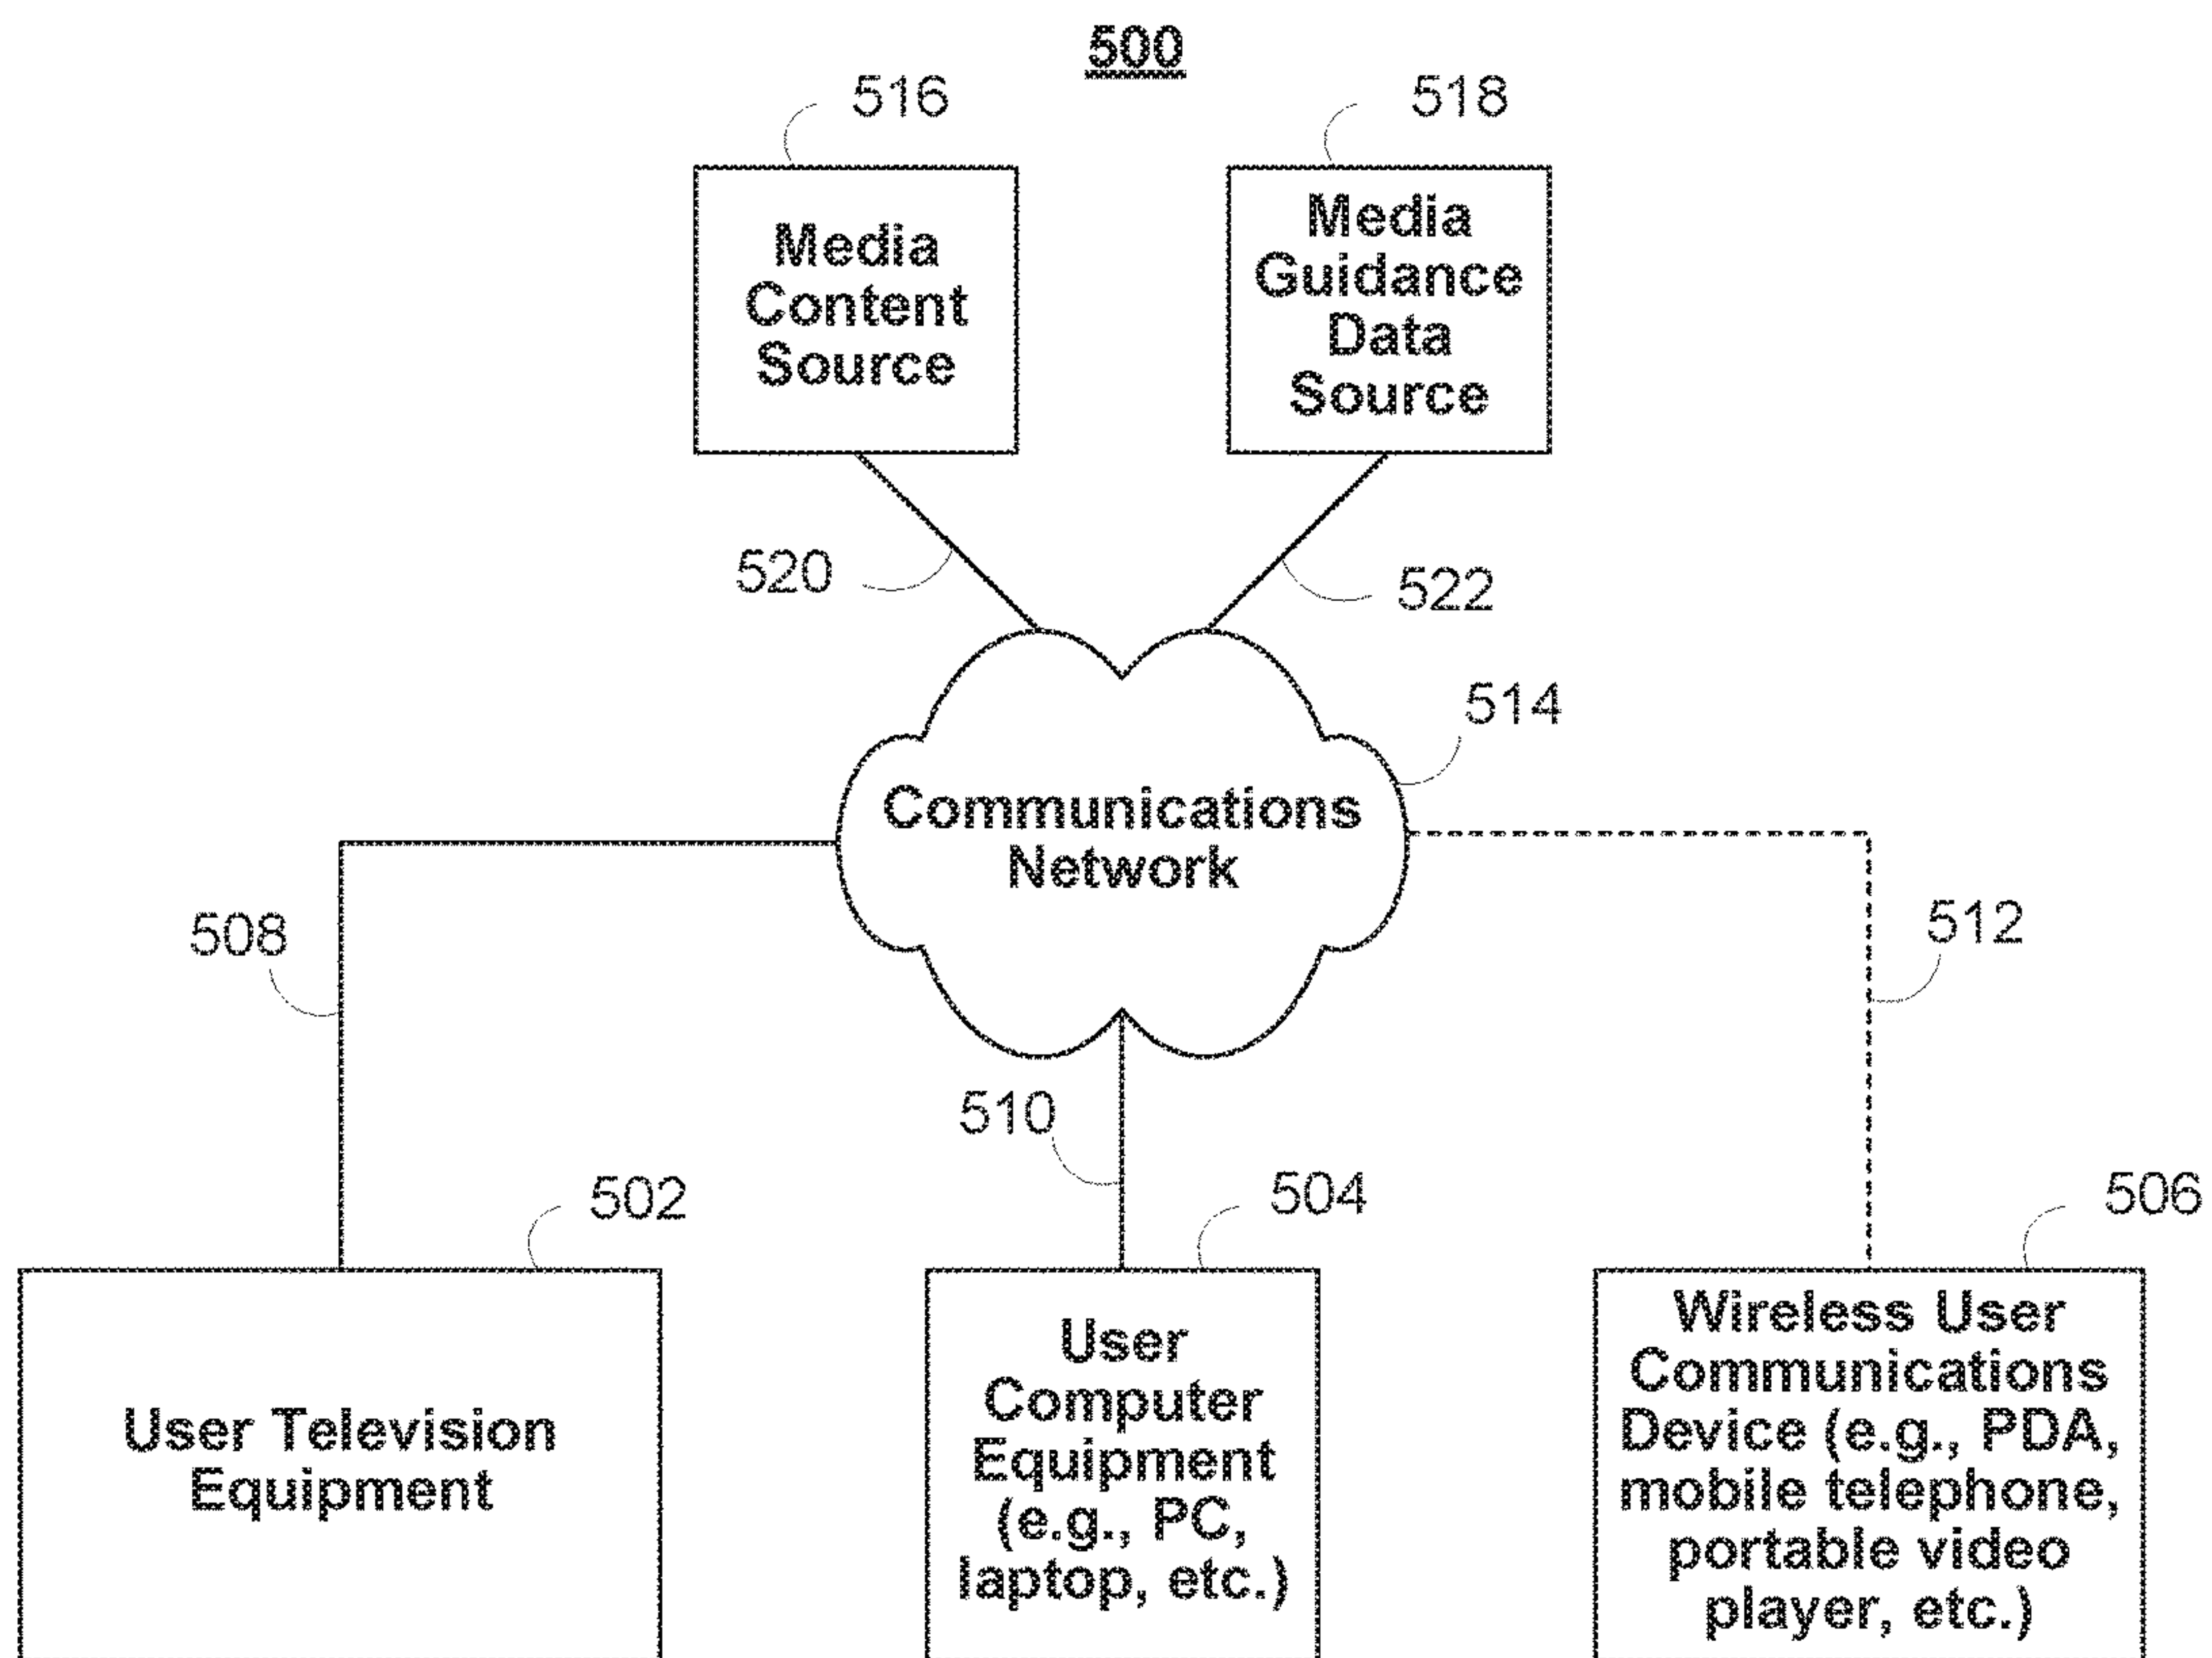 500
516
518
Media
Content
Source
Media
Guidance
Data
Source
520
522
514
Communications
Network
508
512
510
502
504
506
User Television
Equipment
User
Computer
Equipment
(e.g., PC,
laptop, etc.)
Wireless User
Communications
Device (e.g., PDA,
mobile telephone,
portable video
player, etc.)